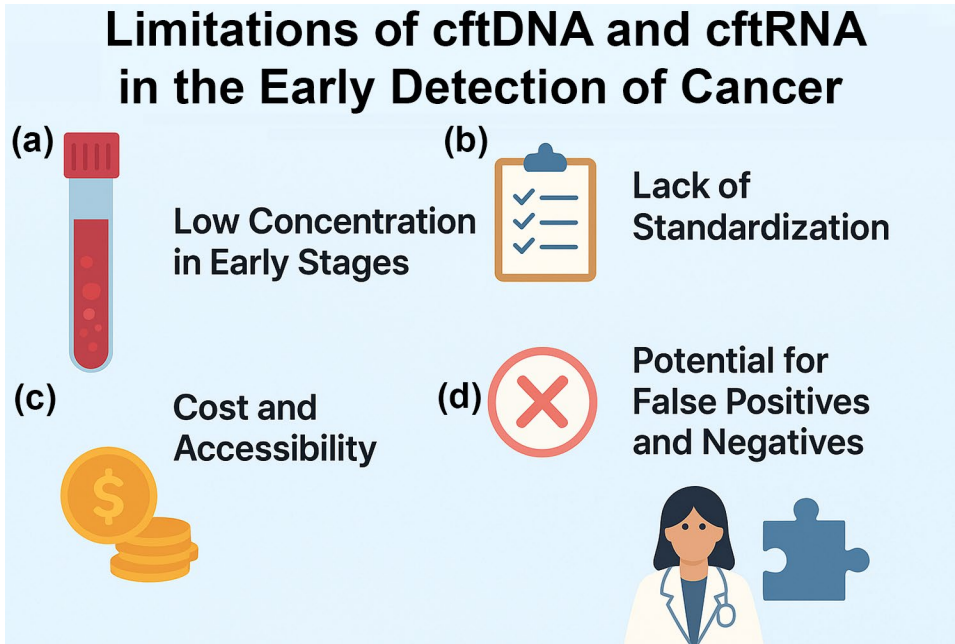 Limitations of cftDNA and cftRNA
in the Early Detection of Cancer
(a)
Low Concentration
in Early Stages
(b)
Lack of
Standardization
(c)
Cost and
Accessibility
$
(d)
Potential for
False Positives
and Negatives